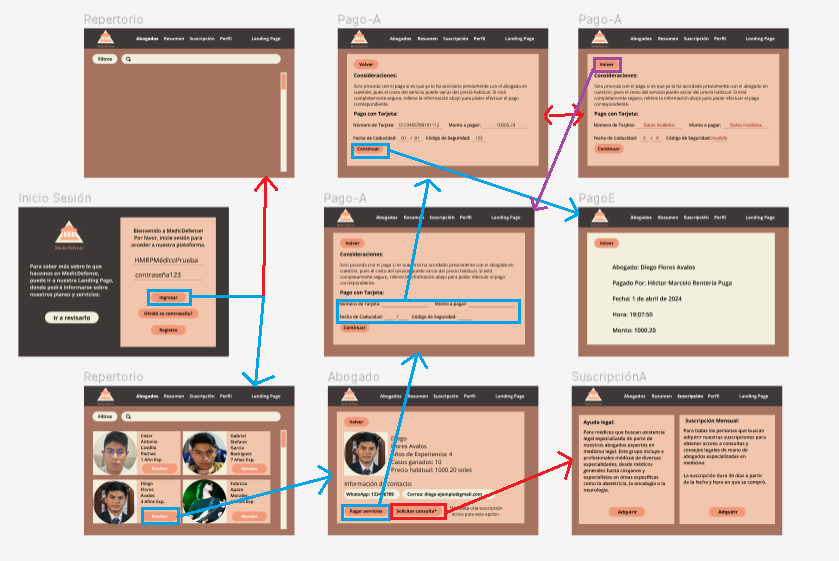 Repertorio
MedicDefense
Abogados Resumen Suscripción Perfil Landing Page
Filtros
Pago-A
MedicDefense
Abogados Resumen Suscripción Perfil Landing Page
Volver
Consideraciones:
Solo proceda con el pago si es que ya lo ha acordado previamente con el abogado en
cuestión, pues el costo del servicio puede variar del precio habitual. Si está
completamente seguro, rellene la información abajo para poder efectuar el pago
correspondiente.
Pago con Tarjeta:
Número de Tarjeta: Monto a pagar: 1000.23
Fecha de Caducidad: 01 / 01 Código de Seguridad: 123
Continuar
Pago-A
MedicDefense
Abogados Resumen Suscripción Perfil Landing Page
Volver
Consideraciones:
Solo proceda con el pago si es que ya lo ha acordado previamente con el abogado en
cuestión, pues el costo del servicio puede variar del precio habitual. Si está
completamente seguro, rellene la información abajo para poder efectuar el pago
correspondiente.
Pago con Tarjeta:
Número de Tarjeta: Datos Inválidos Monto a pagar: Datos Inválidos
Fecha de Caducidad: X / X Código de Seguridad: Inválido
Continuar
Inicio Sesión
MedicDefense
Para saber más sobre lo que
hacemos en MedicDefense,
puede ir a nuestra Landing Page,
donde podrá informarse sobre
nuestros planes y servicios:
Ir a revisarlo
Bienvenido a MedicDefense!
Por favor, inicie sesión para
acceder a nuestra plataforma.
HMRPMédicoPrueba
contraseña123
Ingresar
Olvidé mi contraseña?
Registro
Pago-A
MedicDefense
Abogados Resumen Suscripción Perfil Landing Page
Volver
Consideraciones:
Solo proceda con el pago si es que ya lo ha acordado previamente con el abogado en
cuestión, pues el costo del servicio puede variar del precio habitual. Si está
completamente seguro, rellene la información abajo para poder efectuar el pago
correspondiente.
Pago con Tarjeta:
Número de Tarjeta: Monto a pagar:
Fecha de Caducidad: / Código de Seguridad:
Continuar
PagoE
MedicDefense
Abogados Resumen Suscripción Perfil Landing Page
Volver
Abogado: Diego Flores Avalos
Pagado Por: Héctor Marcelo Rentería Puga
Fecha: 1 de abril de 2024
Hora: 19:07:50
Monto: 1000.20
Repertorio
MedicDefense
Abogados Resumen Suscripción Perfil Landing Page
Filtros
Cesar
Antonio
Castilla
Pachas
1 Año Exp.
Revisar
Gabriel
Stefano
García
Rodríguez
7 Años Exp.
Revisar
Diego
Flores
Avalos
4 Años Exp.
Revisar
Fabricio
Apaza
Morales
Exp.
Revisar
Abogado
MedicDefense
Abogados Resumen Suscripción Perfil Landing Page
Volver
Diego
Flores Avalos
Años de Experiencia: 4
Casos ganados: 10
Precio habitual: 1000.20 soles
Información de contacto:
WhatsApp: Correo: diego-ejemplo@gmail.com
Pagar servicios Solicitar consulta*
una suscripción
activa para esta opción.
SuscripciónA
MedicDefense
Abogados Resumen Suscripción Perfil Landing Page
Ayuda legal:
Para médicos que buscan asistencia
legal especializada de parte de
nuestros abogados expertos en
medicina legal. Este grupo incluye a
profesionales médicos de diversas
especialidades, desde médicos
generales hasta cirujanos y
especialistas en áreas específicas
como la obstetricia, la oncología o la
neurología.
Adquirir
Suscripción Mensual:
Para todas las personas que buscan
adquirir nuestras suscripciones para
obtener acceso a consultas y
consejos legales de mano de
abogados especializados en
medicina.
La suscripción dura 30 días a partir
de la fecha y hora en que se compró.
Adquirir